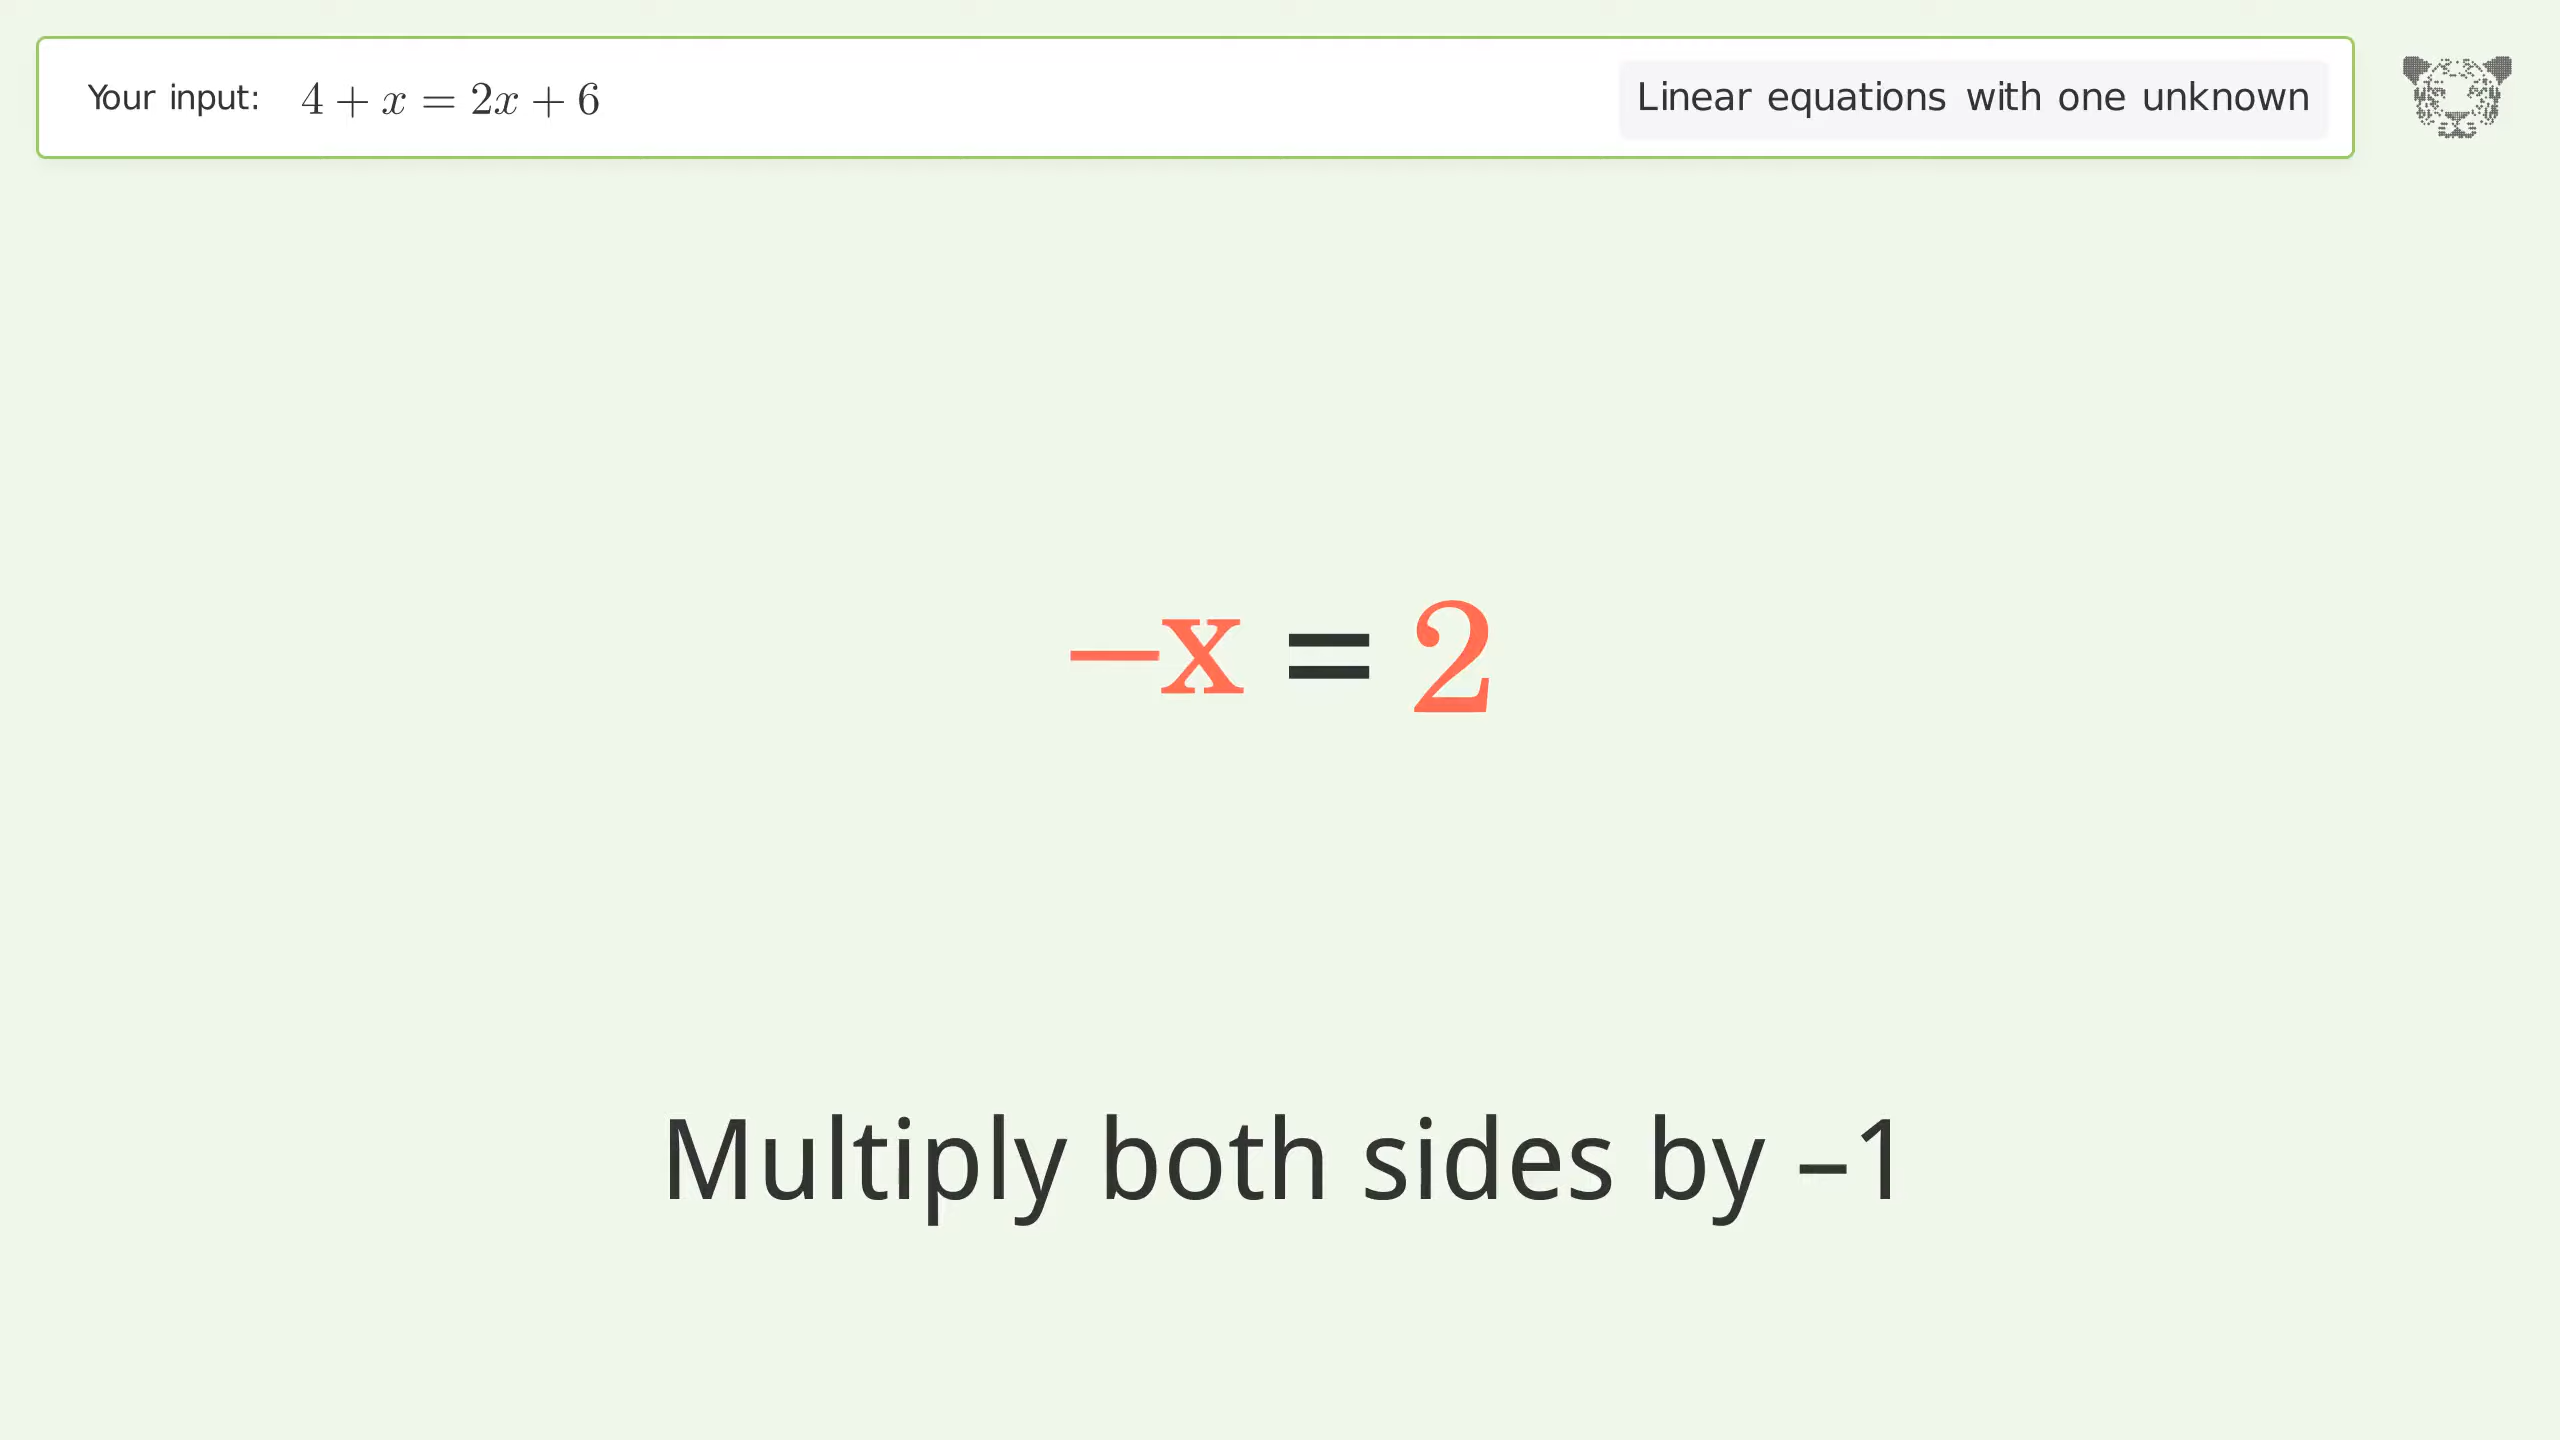 Your input: 4 + x = 2x + 6
Linear equations with one unknown
–x = 2
Multiply both sides by –1